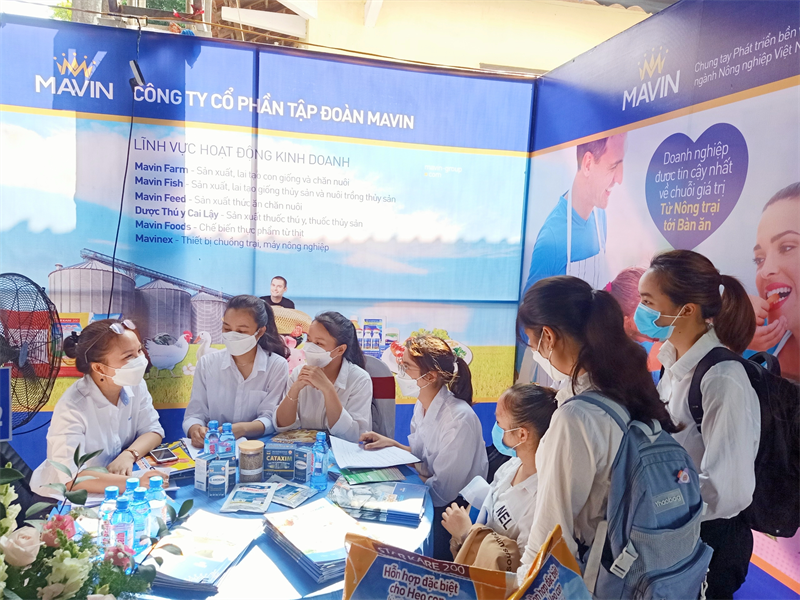 MAVIN
CÔNG TY CỔ PHẦN TẬP ĐOÀN MAVIN
LĨNH VỰC HOẠT ĐỘNG KINH DOANH
Mavin Farm - Sản xuất, lai tạo con giống và chăn nuôi
Mavin Fish - Sản xuất, lai tạo giống thủy sản và nuôi trồng thủy sản
Mavin Feed - Sản xuất thức ăn chăn nuôi
Dược Thú y Cai Lậy - Sản xuất thuốc thú y, thuốc thủy sản
Mavin Foods - Chế biến thực phẩm từ thịt
Mavinex - Thiết bị chuồng trại, máy nông nghiệp
MAVIN
Chung tay Phát triển bền
ngành Nông nghiệp Việt N
Doanh nghiệp
được tin cậy nhất
về chuỗi giá trị
Từ Nông trại
tới Bàn ăn
CATAXIM
NEL
STARKARE 200
Hỗn hợp đặc biệt
cho Heo con